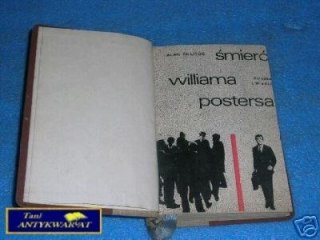 śmierć
williama
postersa
Tani
ANTYKWARIAT